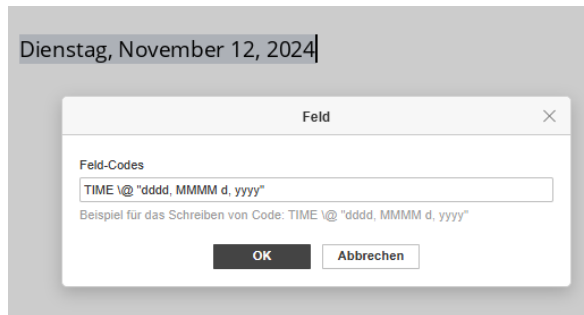 Dienstag, November 12, 2024
Feld
Feld-Codes
TIME \@ "dddd, MMMM d, yyyy"
Beispiel für das Schreiben von Code: TIME \@ "dddd, MMMM d, yyyy"
OK Abbrechen